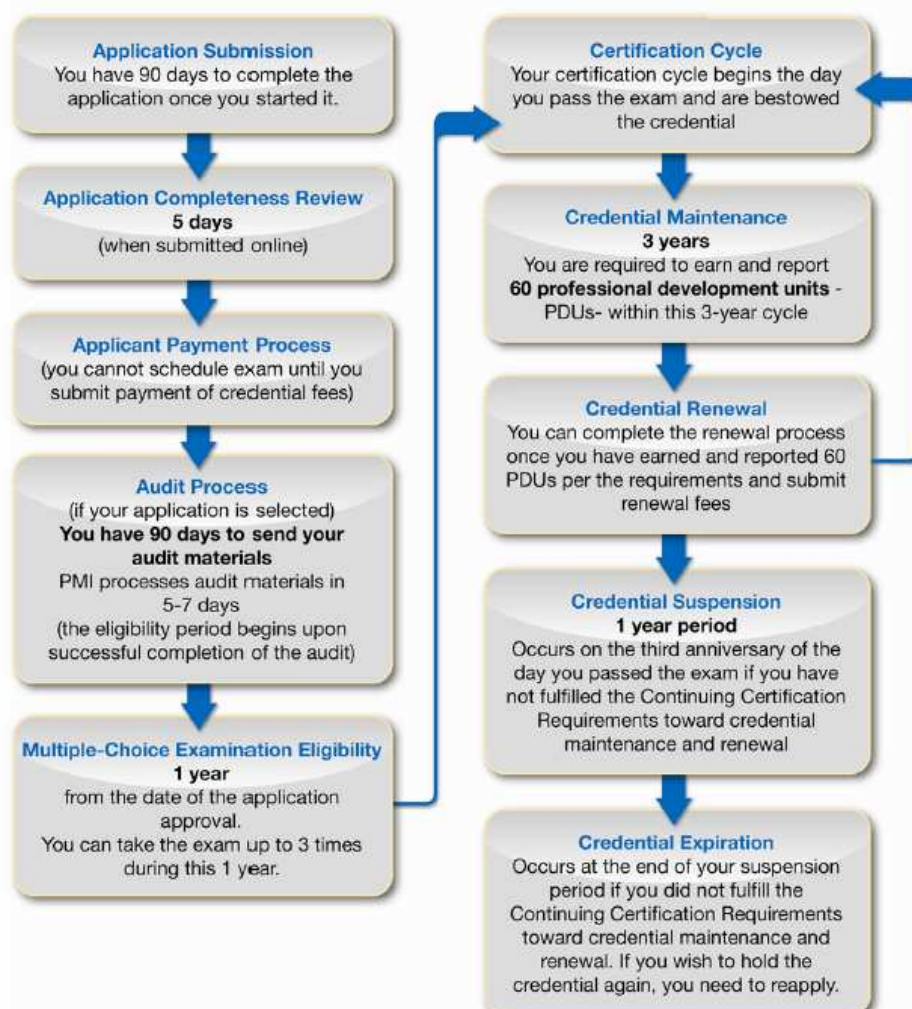 Application Submission
You have 90 days to complete the
application once you started it.
Application Completeness Review
5 days
(when submitted online)
Applicant Payment Process
(you cannot schedule exam until you
submit payment of credential fees)
Audit Process
(if your application is selected)
You have 90 days to send your
audit materials
PMI processes audit materials in
5-7 days
(the eligibility period begins upon
successful completion of the audit)
Multiple-Choice Examination Eligibility
1 year
from the date of the application
approval.
You can take the exam up to 3 times
during this 1 year.
Certification Cycle
Your certification cycle begins the day
you pass the exam and are bestowed
the credential
Credential Maintenance
3 years
You are required to earn and report
60 professional development units -
PDUs- within this 3-year cycle
Credential Renewal
You can complete the renewal process
once you have earned and reported 60
PDUs per the requirements and submit
renewal fees
Credential Suspension
1 year period
Occurs on the third anniversary of the
day you passed the exam if you have
not fulfilled the Continuing Certification
Requirements toward credential
maintenance and renewal
Credential Expiration
Occurs at the end of your suspension
period if you did not fulfill the
Continuing Certification Requirements
toward credential maintenance and
renewal. If you wish to hold the
credential again, you need to reapply.